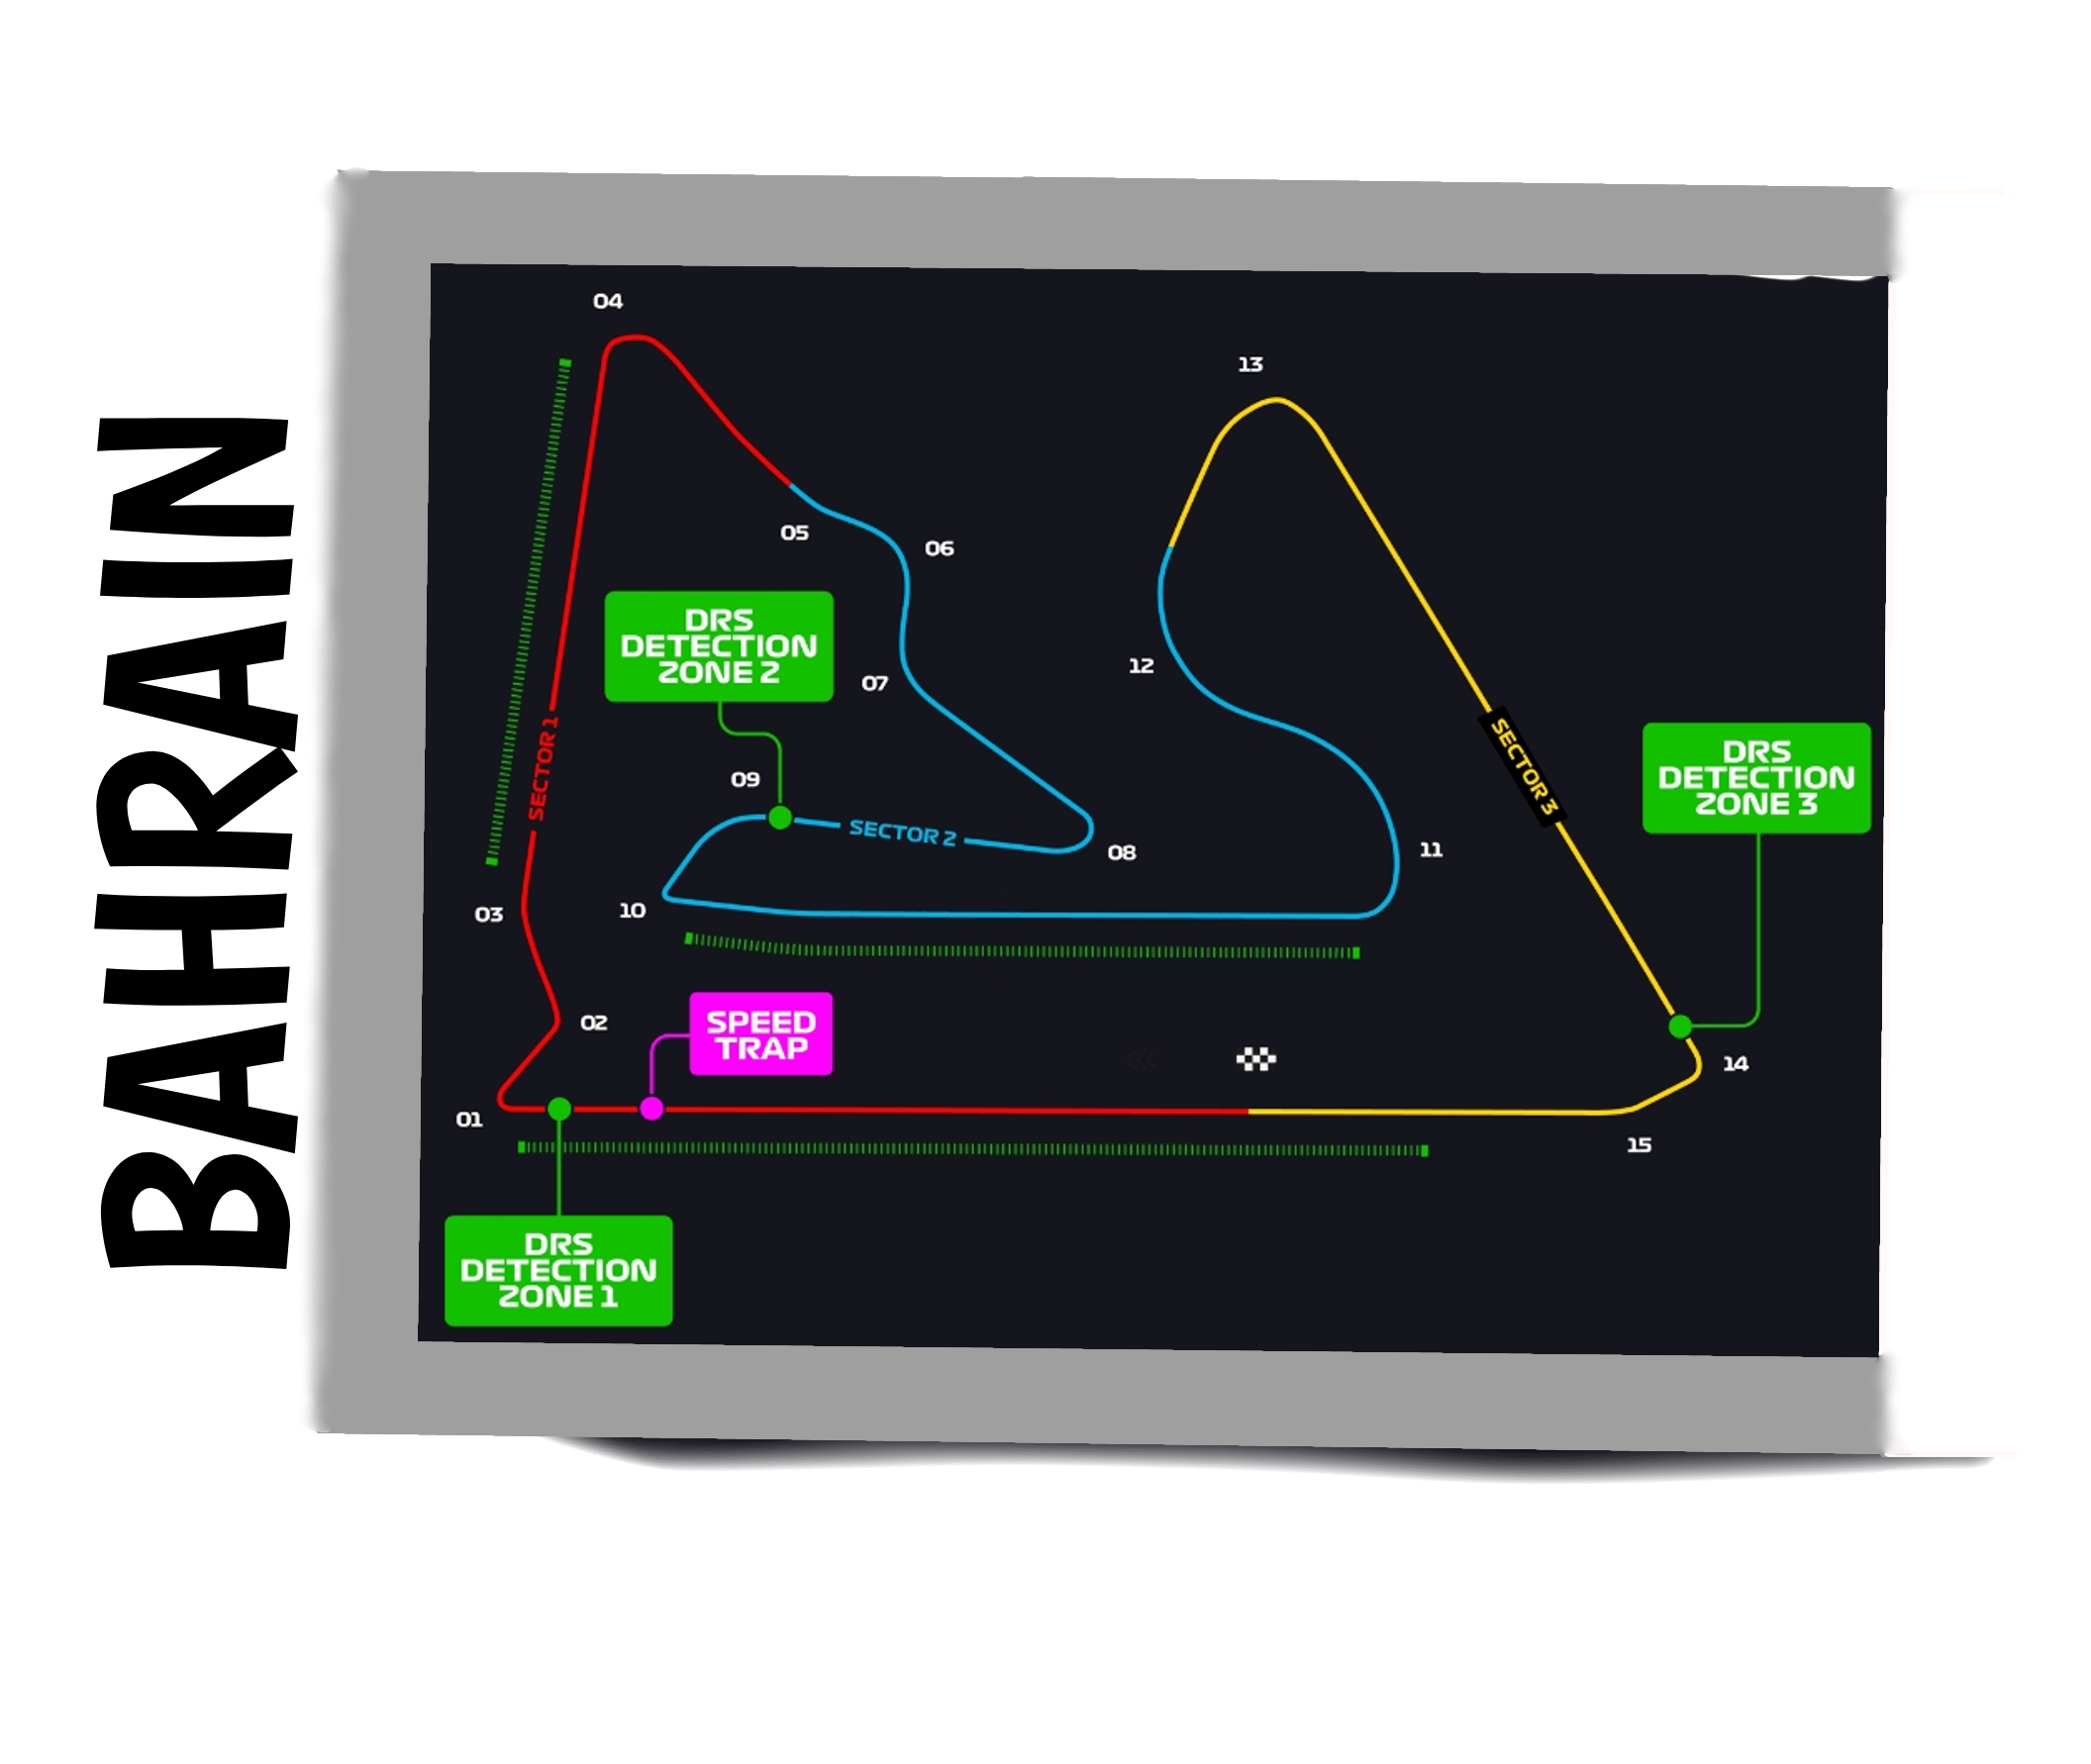 BAHRAIN
04
13
05
06
DRS
DETECTION
ZONE 2
07
12
SECTOR 1
SECTOR 3
DRS
DETECTION
ZONE 3
09
SECTOR 2
08
11
03
10
02
SPEED
TRAP
14
01
15
DRS
DETECTION
ZONE 1